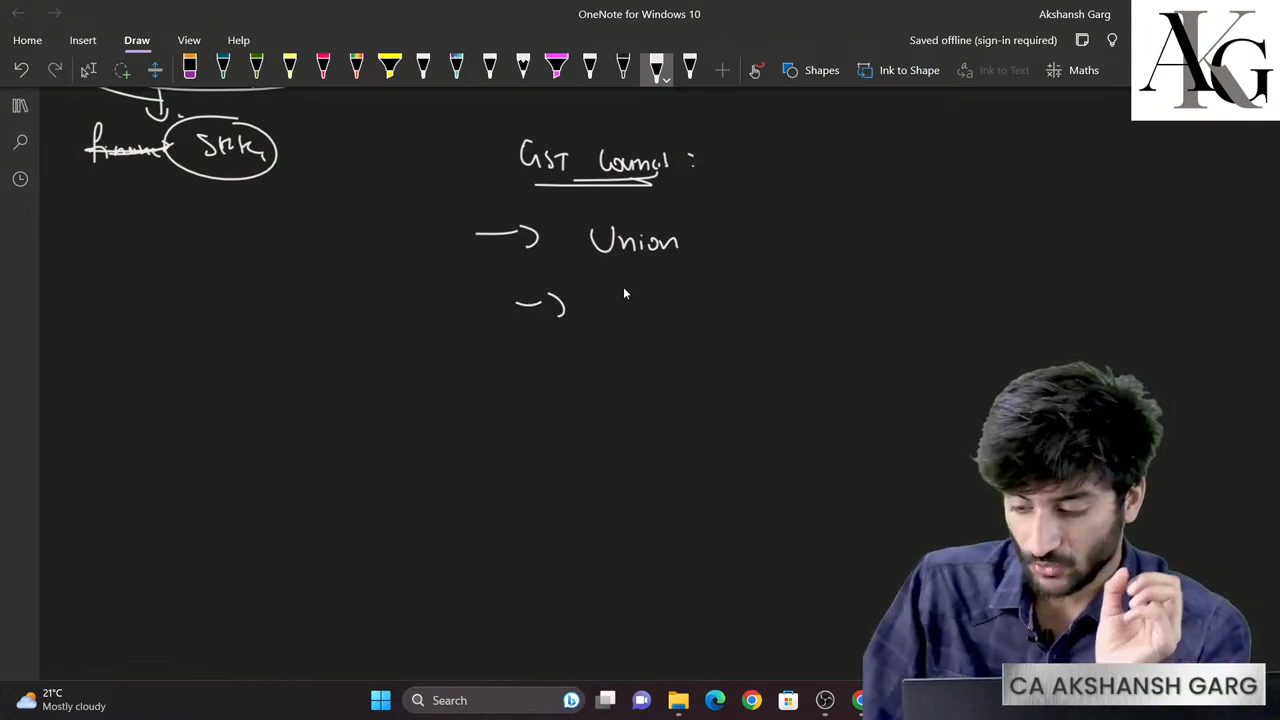 OneNote for Windows 10
Akshansh Garg
Home Insert Draw View Help
Saved offline (sign-in required)
Shapes
Ink to Shape
Ink to Text
Maths
AKG
GST Council :
→ Union
→
21°C
Mostly cloudy
Search
CA AKSHANSH GARG